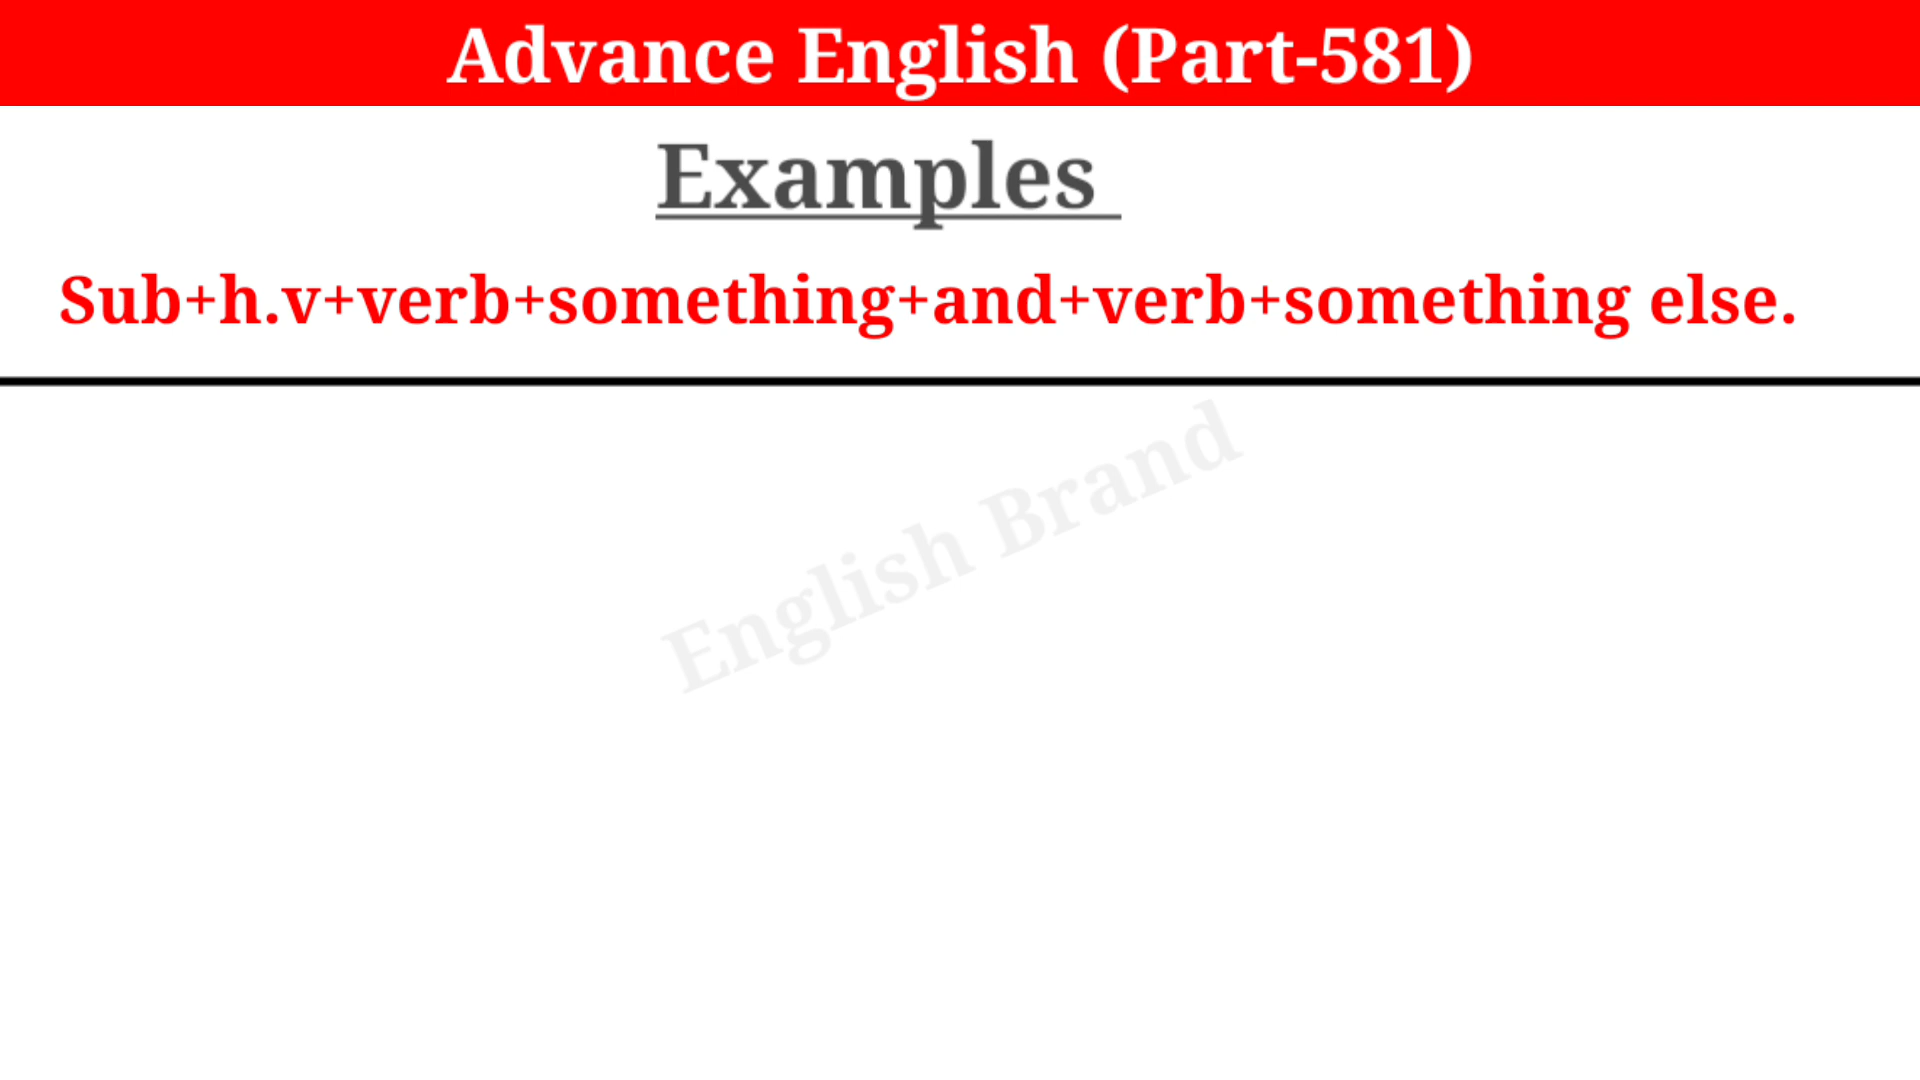 Advance English (Part-581)
Examples
Sub+h.v+verb+something+and+verb+something else.
English Brand